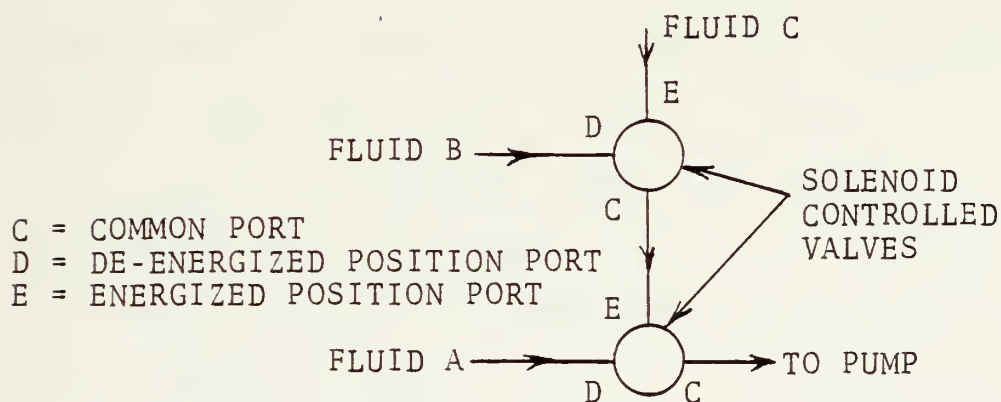 FLUID C
E
D
FLUID B
SOLENOID
CONTROLLED
VALVES
C
C = COMMON PORT
D = DE-ENERGIZED POSITION PORT
E = ENERGIZED POSITION PORT
E
FLUID A
TO PUMP
D
C